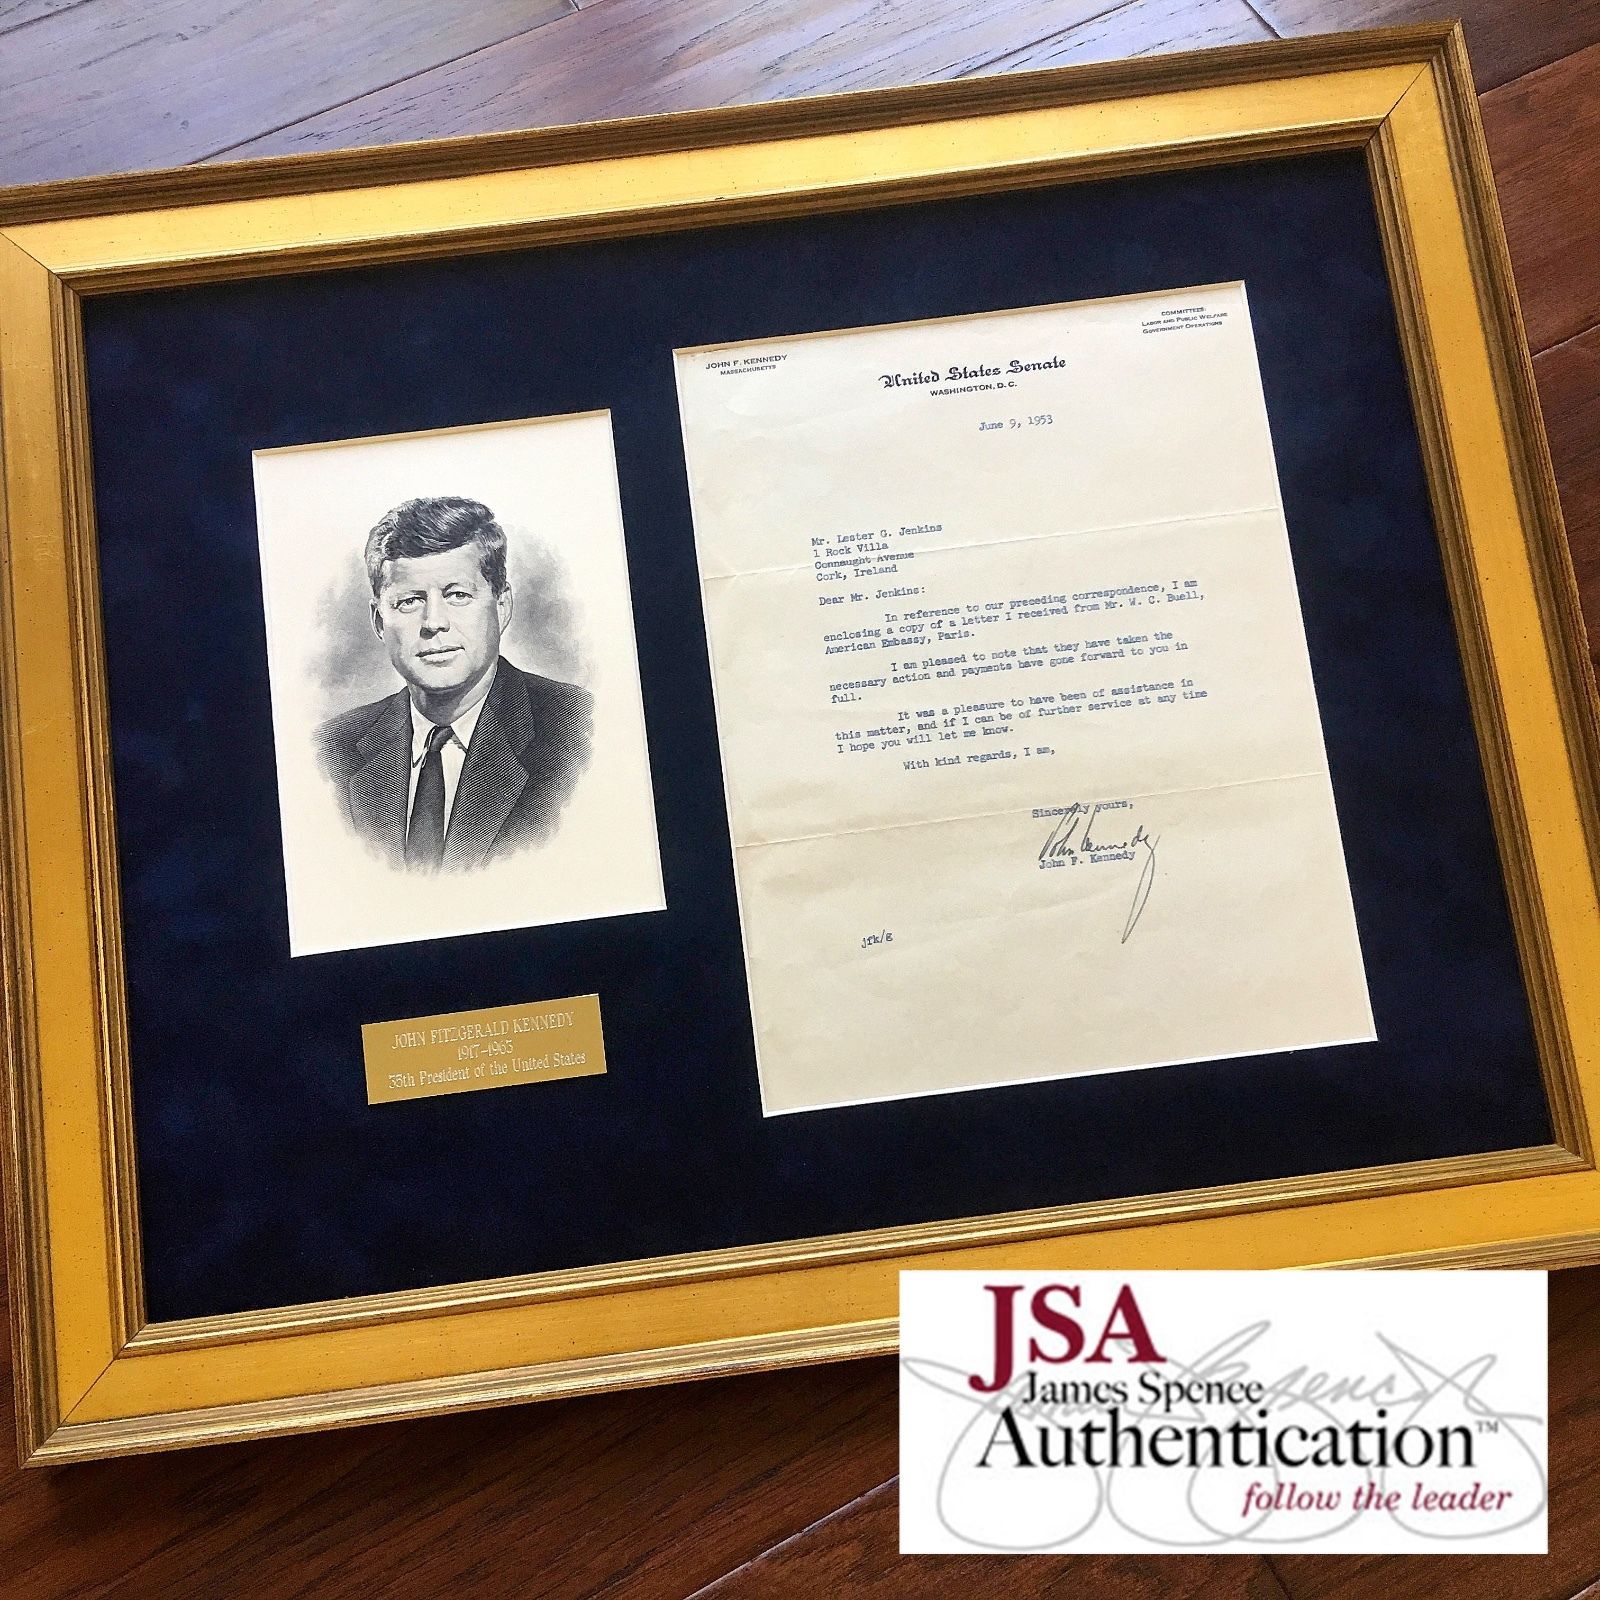 JOHN F. KENNEDY
MASSACHUSETTS
COMMITTEES:
LABOR AND PUBLIC WELFARE
GOVERNMENT OPERATIONS
United States Senate
WASHINGTON, D.C.
June 9, 1953
Mr. Lester G. Jenkins
1 Rock Villa
Connaught Avenue
Cork, Ireland
Dear Mr. Jenkins:
In reference to our preceding correspondence, I am
enclosing a copy of a letter I received from Mr. W. C. Buell,
American Embassy, Paris.
I am pleased to note that they have taken the
necessary action and payments have gone forward to you in
full.
It was a pleasure to have been of assistance in
this matter, and if I can be of further service at any time
I hope you will let me know.
With kind regards, I am,
Sincerely yours,
John Kennedy
John F. Kennedy
jfk/g
JOHN FITZGERALD KENNEDY
1917-1963
35th President of the United States
JSA
James Spence
Authentication™
follow the leader